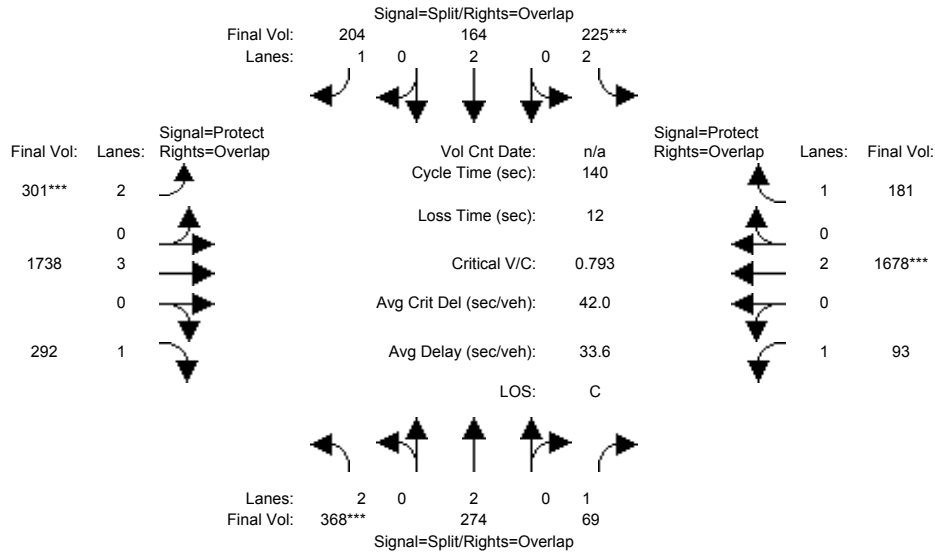 Signal=Split/Rights=Overlap
Final Vol: 204 164 225***
Lanes: 1 0 2 0 2
Signal=Protect
Final Vol: Lanes: Rights=Overlap
Vol Cnt Date: n/a
Signal=Protect
Rights=Overlap Lanes: Final Vol:
Cycle Time (sec): 140
301*** 2
1 181
Loss Time (sec): 12
0
0
1738 3
Critical V/C: 0.793
2 1678***
0
Avg Crit Del (sec/veh): 42.0
0
292 1
Avg Delay (sec/veh): 33.6
1 93
LOS: C
Lanes: 2 0 2 0 1
Final Vol: 368*** 274 69
Signal=Split/Rights=Overlap